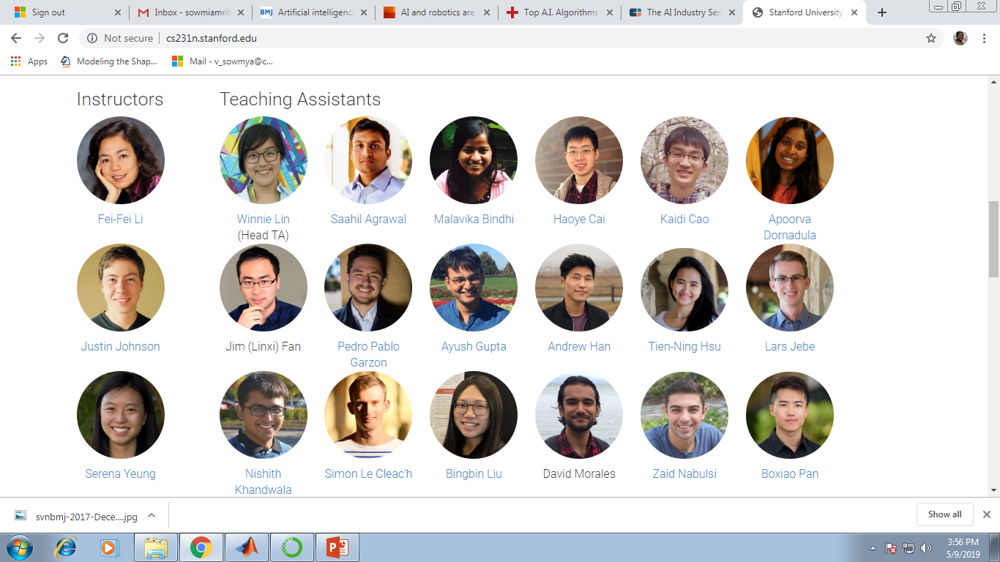 Sign out
Inbox - sowmiamrit
Artificial intelligence
AI and robotics are
Top A.I. Algorithms
The AI Industry Ser
Stanford University
Not secure
cs231n.stanford.edu
Apps
Modeling the Shap...
Mail - v_sowmya@c...
Instructors
Teaching Assistants
Fei-Fei Li
Winnie Lin
(Head TA)
Saahil Agrawal
Malavika Bindhi
Haoye Cai
Kaidi Cao
Apoorva
Dornadula
Justin Johnson
Jim (Linxi) Fan
Pedro Pablo
Garzon
Ayush Gupta
Andrew Han
Tien-Ning Hsu
Lars Jebe
Serena Yeung
Nishith
Khandwala
Simon Le Cleac'h
Bingbin Liu
David Morales
Zaid Nabulsi
Boxiao Pan
svnbmj-2017-Dece....jpg
Show all
3:56 PM
5/9/2019